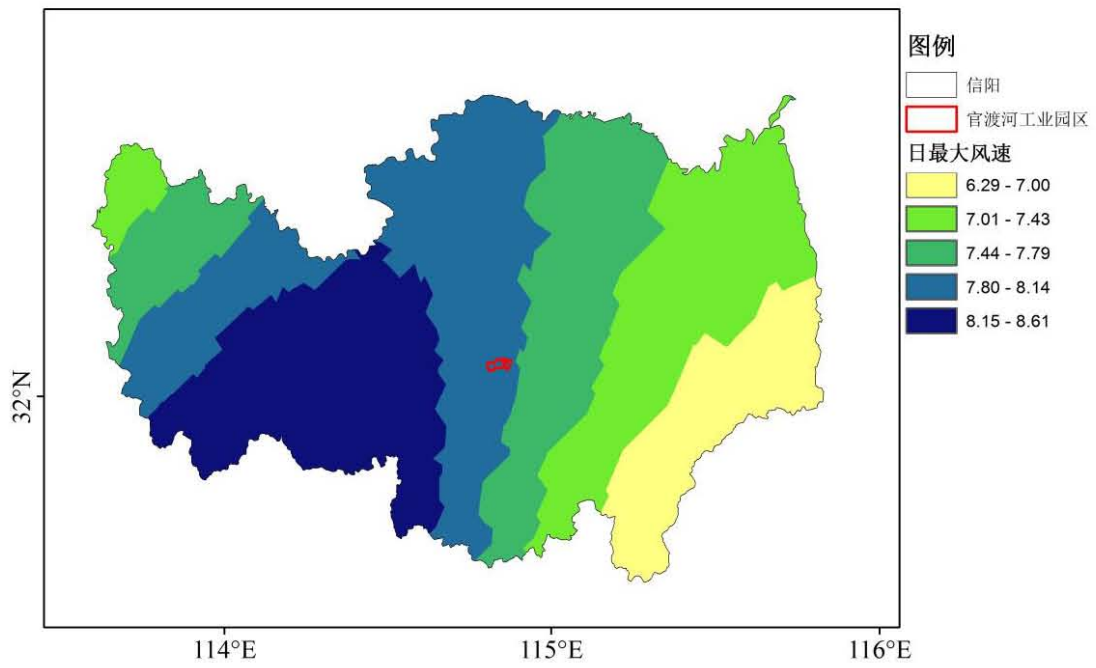 图例
信阳
官渡河工业园区
日最大风速
6.29 - 7.00
7.01 - 7.43
7.44 - 7.79
7.80 - 8.14
8.15 - 8.61
32°N
114°E
115°E
116°E